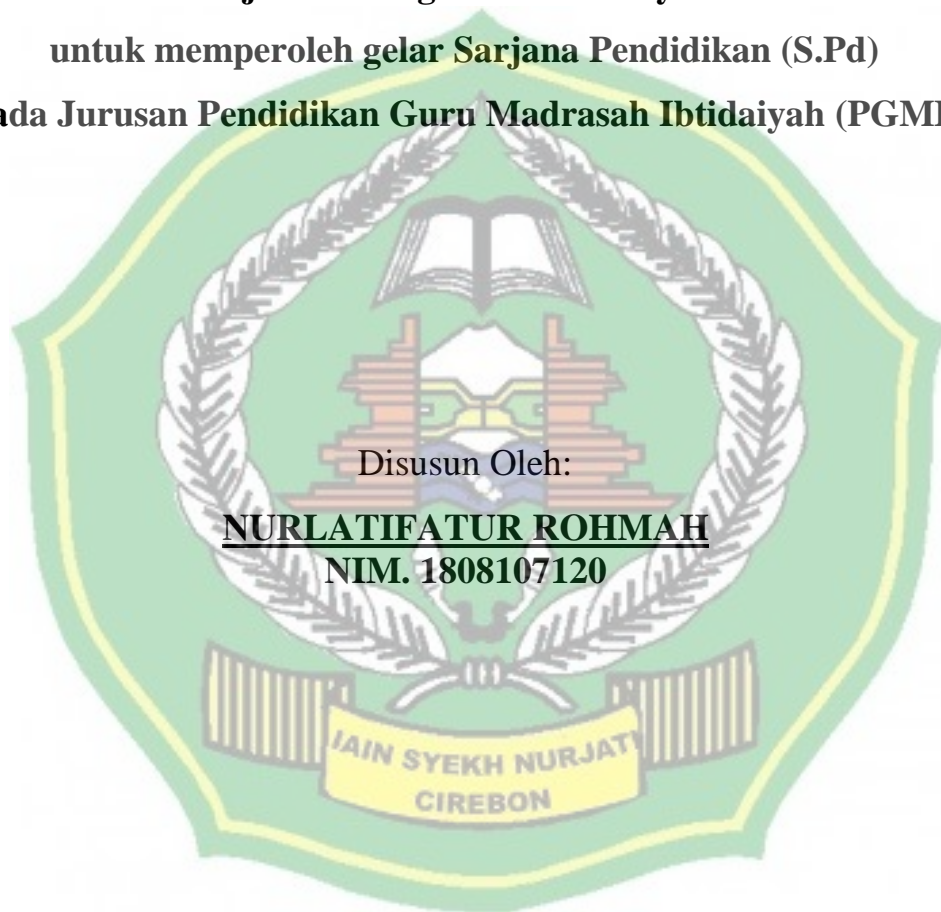 untuk memperoleh gelar Sarjana Pendidikan (S.Pd)
Jurusan Pendidikan Guru Madrasah Ibtidaiyah (PGMI
Disusun Oleh:
NURLATIFATUR ROHMAH
NIM. 1808107120
IAIN SYEKH NURJATI
CIREBON